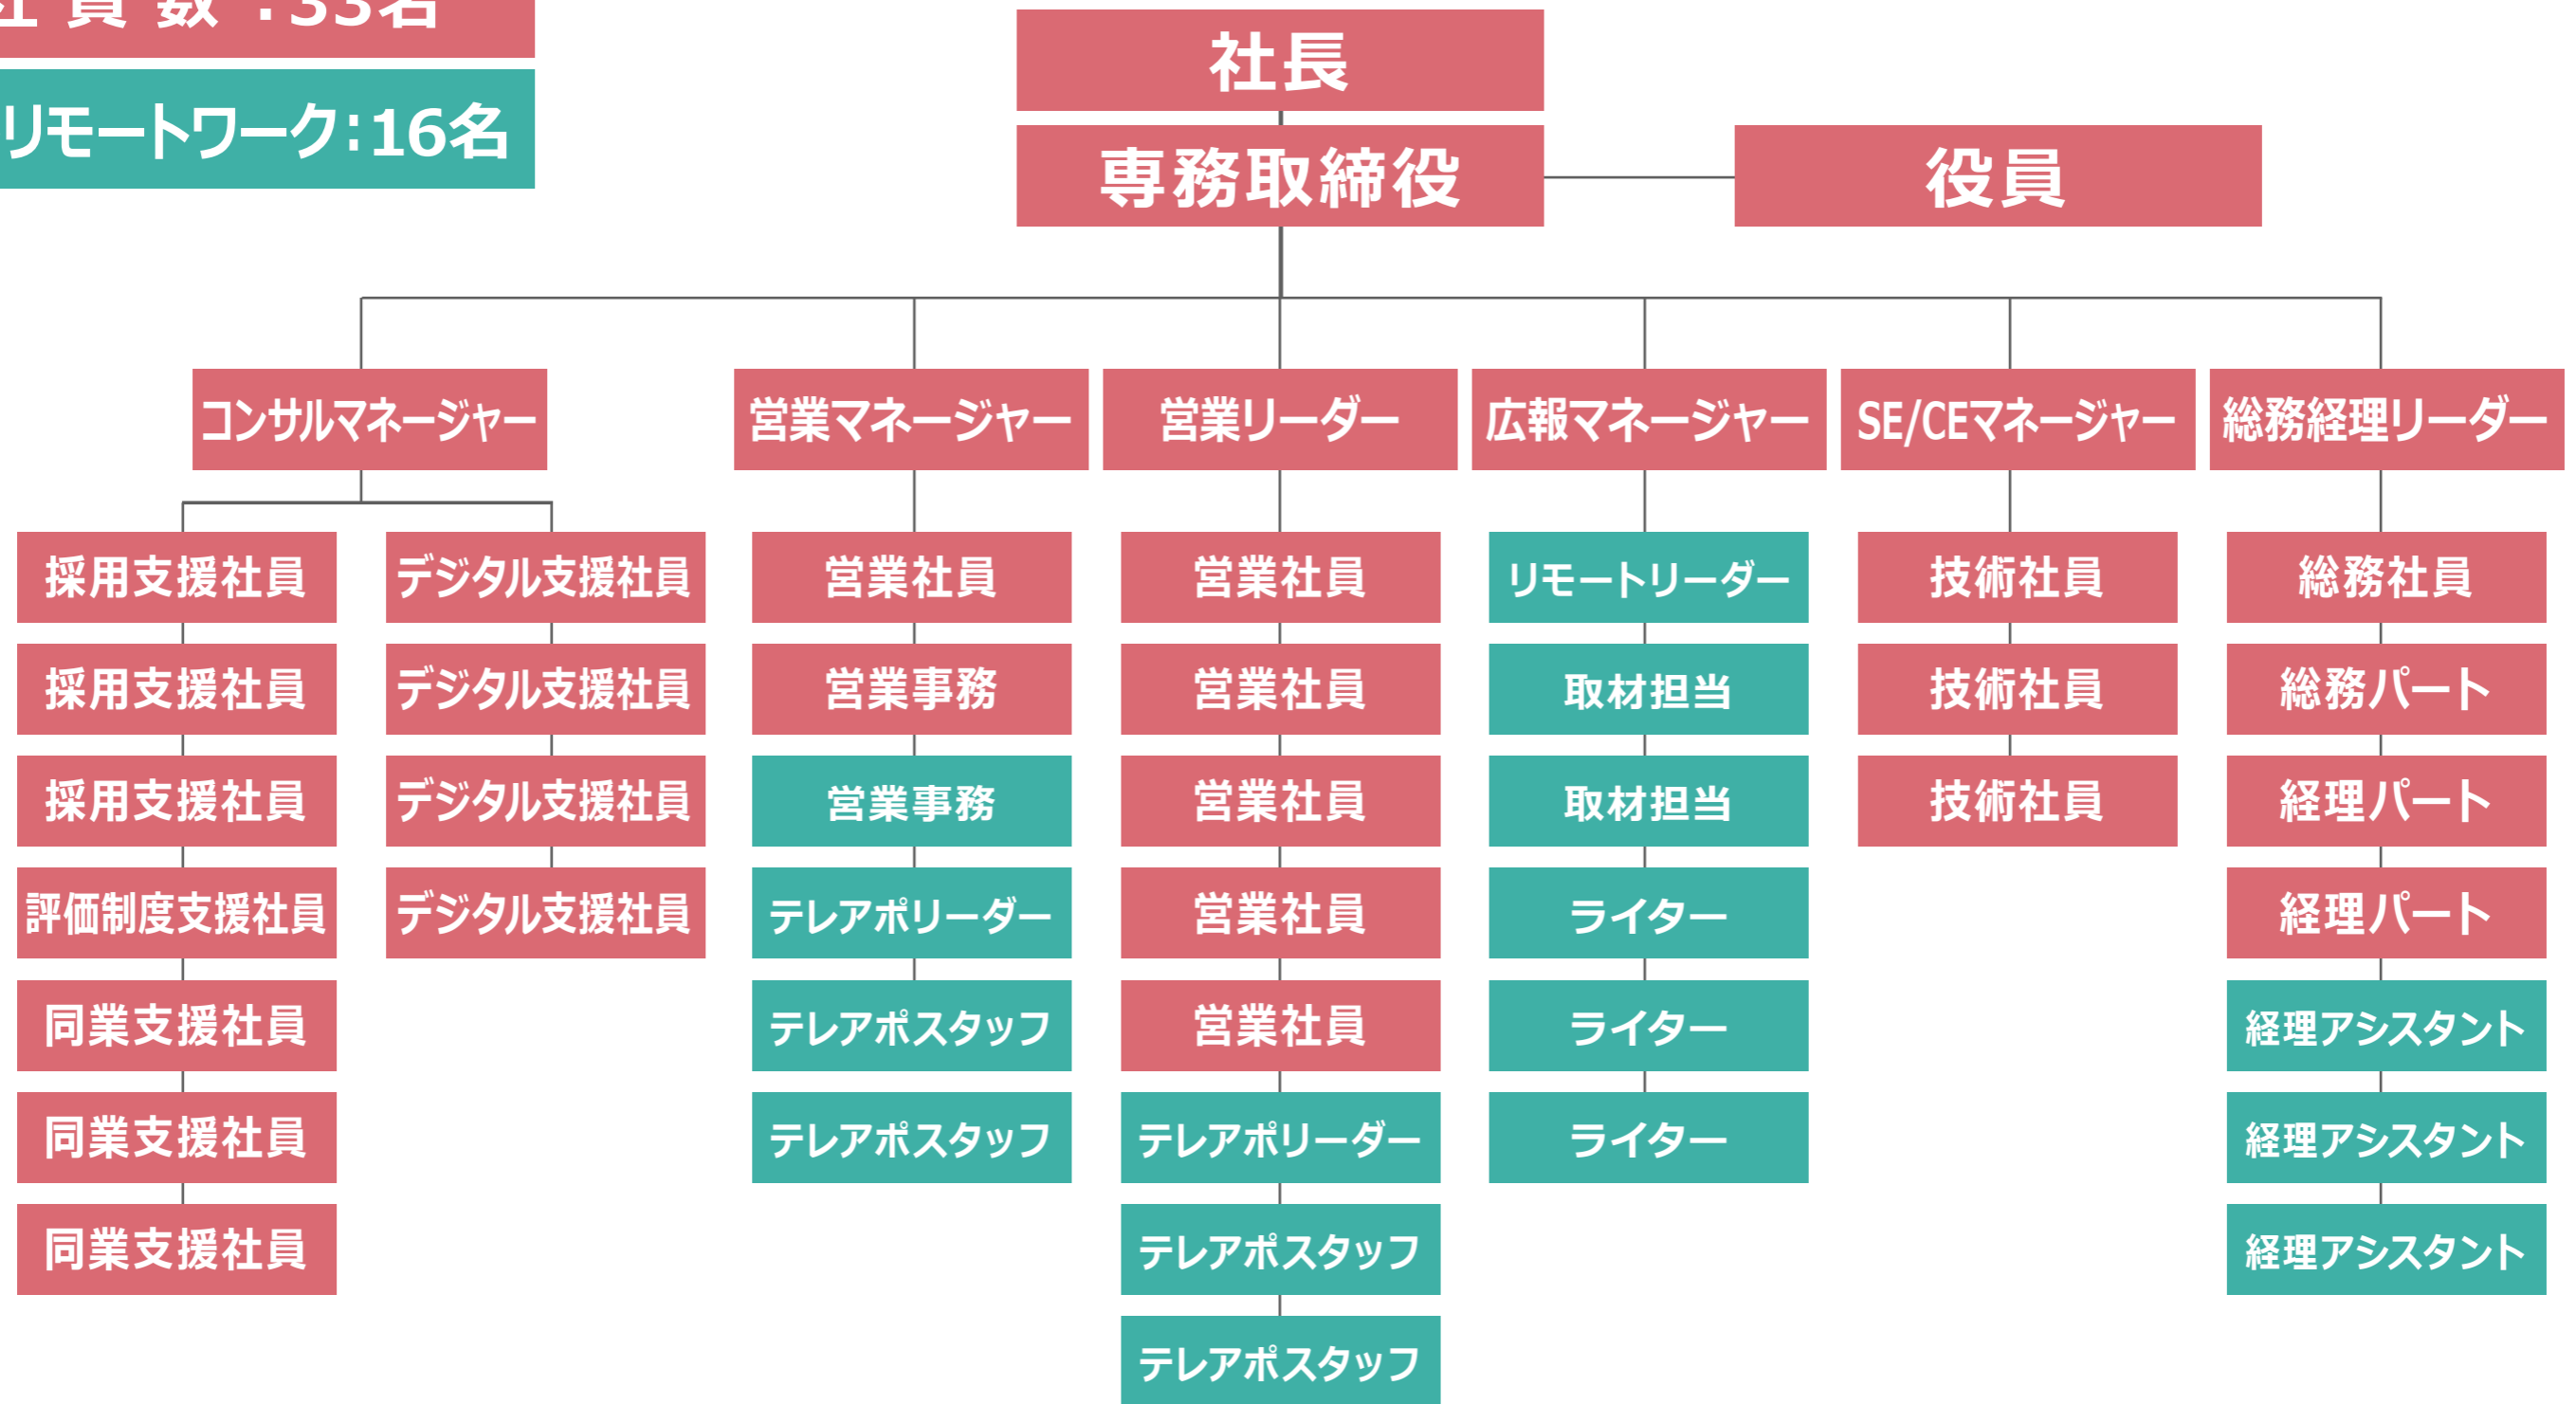 社員数:33名
リモートワーク:16名
社長
専務取締役
役員
コンサルマネージャー
採用支援社員
採用支援社員
採用支援社員
評価制度支援社員
同業支援社員
同業支援社員
同業支援社員
デジタル支援社員
デジタル支援社員
デジタル支援社員
デジタル支援社員
営業マネージャー
営業社員
営業事務
営業事務
テレアポリーダー
テレアポスタッフ
テレアポスタッフ
営業リーダー
営業社員
営業社員
営業社員
営業社員
営業社員
テレアポリーダー
テレアポスタッフ
テレアポスタッフ
広報マネージャー
リモートリーダー
取材担当
取材担当
ライター
ライター
ライター
SE/CEマネージャー
技術社員
技術社員
技術社員
総務経理リーダー
総務社員
総務パート
経理パート
経理パート
経理アシスタント
経理アシスタント
経理アシスタント